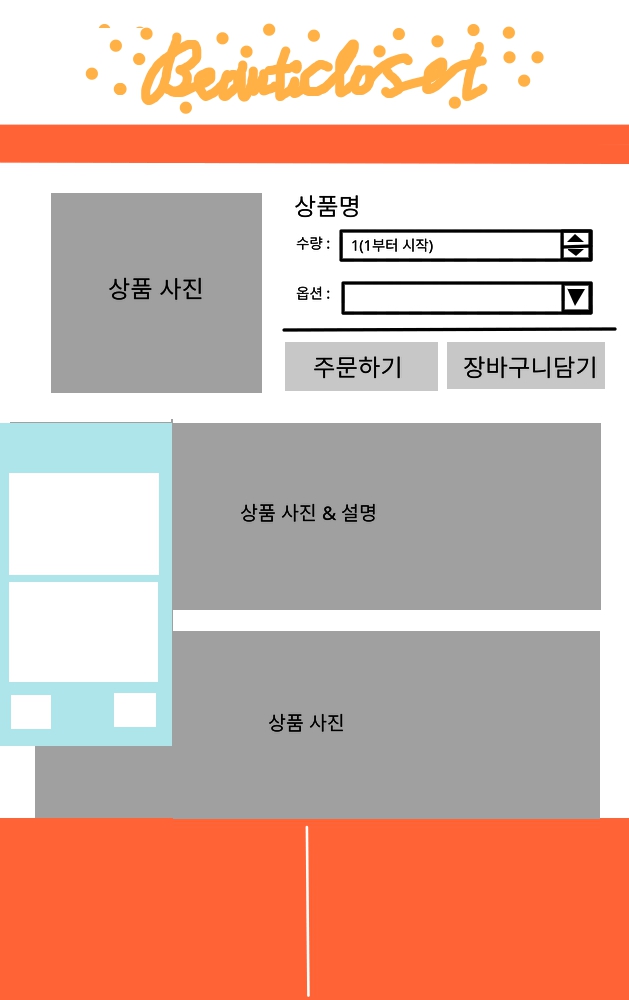 Beauticloset
상품 사진
상품명
수량 : 1(1부터 시작)
옵션 :
주문하기 장바구니담기
상품 사진 & 설명
상품 사진